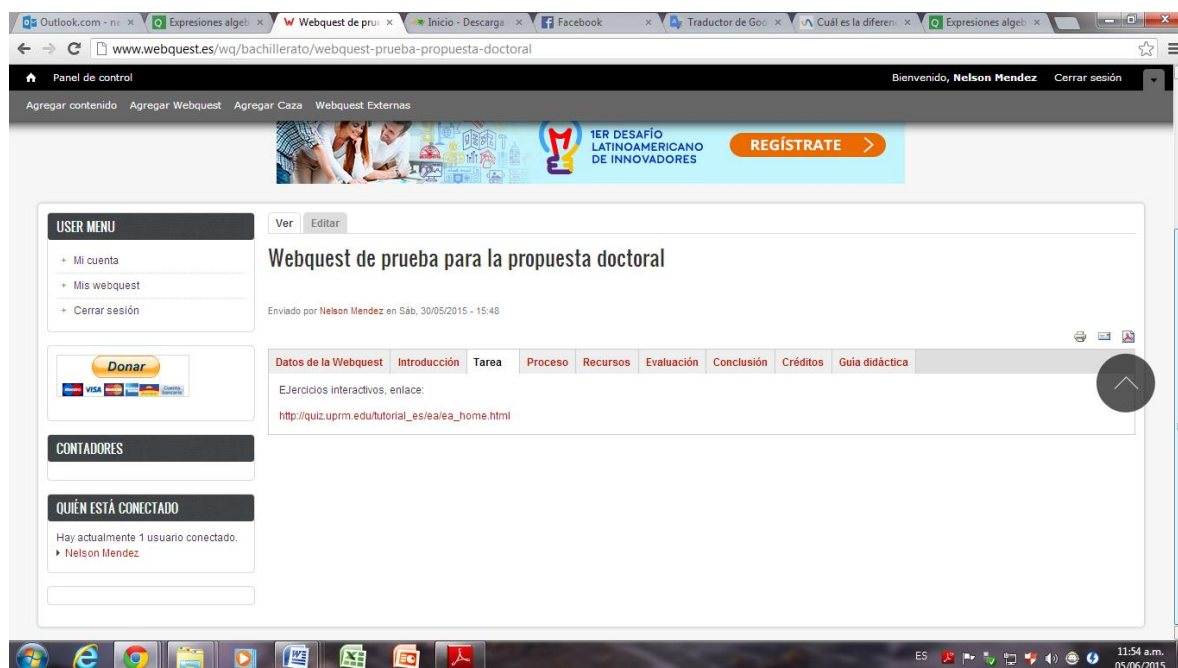 Outlook.com - ne
Expresiones algeb
Webquest de prue
Inicio - Descarga
Facebook
Traductor de Goo
Cuál es la diferenc
Expresiones algeb
www.webquest.es/wq/bachillerato/webquest-prueba-propuesta-doctoral
Panel de control
Bienvenido, Nelson Mendez Cerrar sesión
Agregar contenido Agregar Webquest Agregar Caza Webquest Externas
1ER DESAFÍO
LATINOAMERICANO
DE INNOVADORES
REGÍSTRATE >
USER MENU
+ Mi cuenta
+ Mis webquest
+ Cerrar sesión
Donar
VISA
CONTADORES
QUIÉN ESTÁ CONECTADO
Hay actualmente 1 usuario conectado.
Nelson Mendez
Ver Editar
Webquest de prueba para la propuesta doctoral
Enviado por Nelson Mendez en Sáb, 30/05/2015 - 15:48
Datos de la Webquest Introducción Tarea Proceso Recursos Evaluación Conclusión Créditos Guía didáctica
EJercicios interactivos, enlace:
http://quiz.uprm.edu/tutorial_es/ea/ea_home.html
ES
11:54 a.m.
05/06/2015